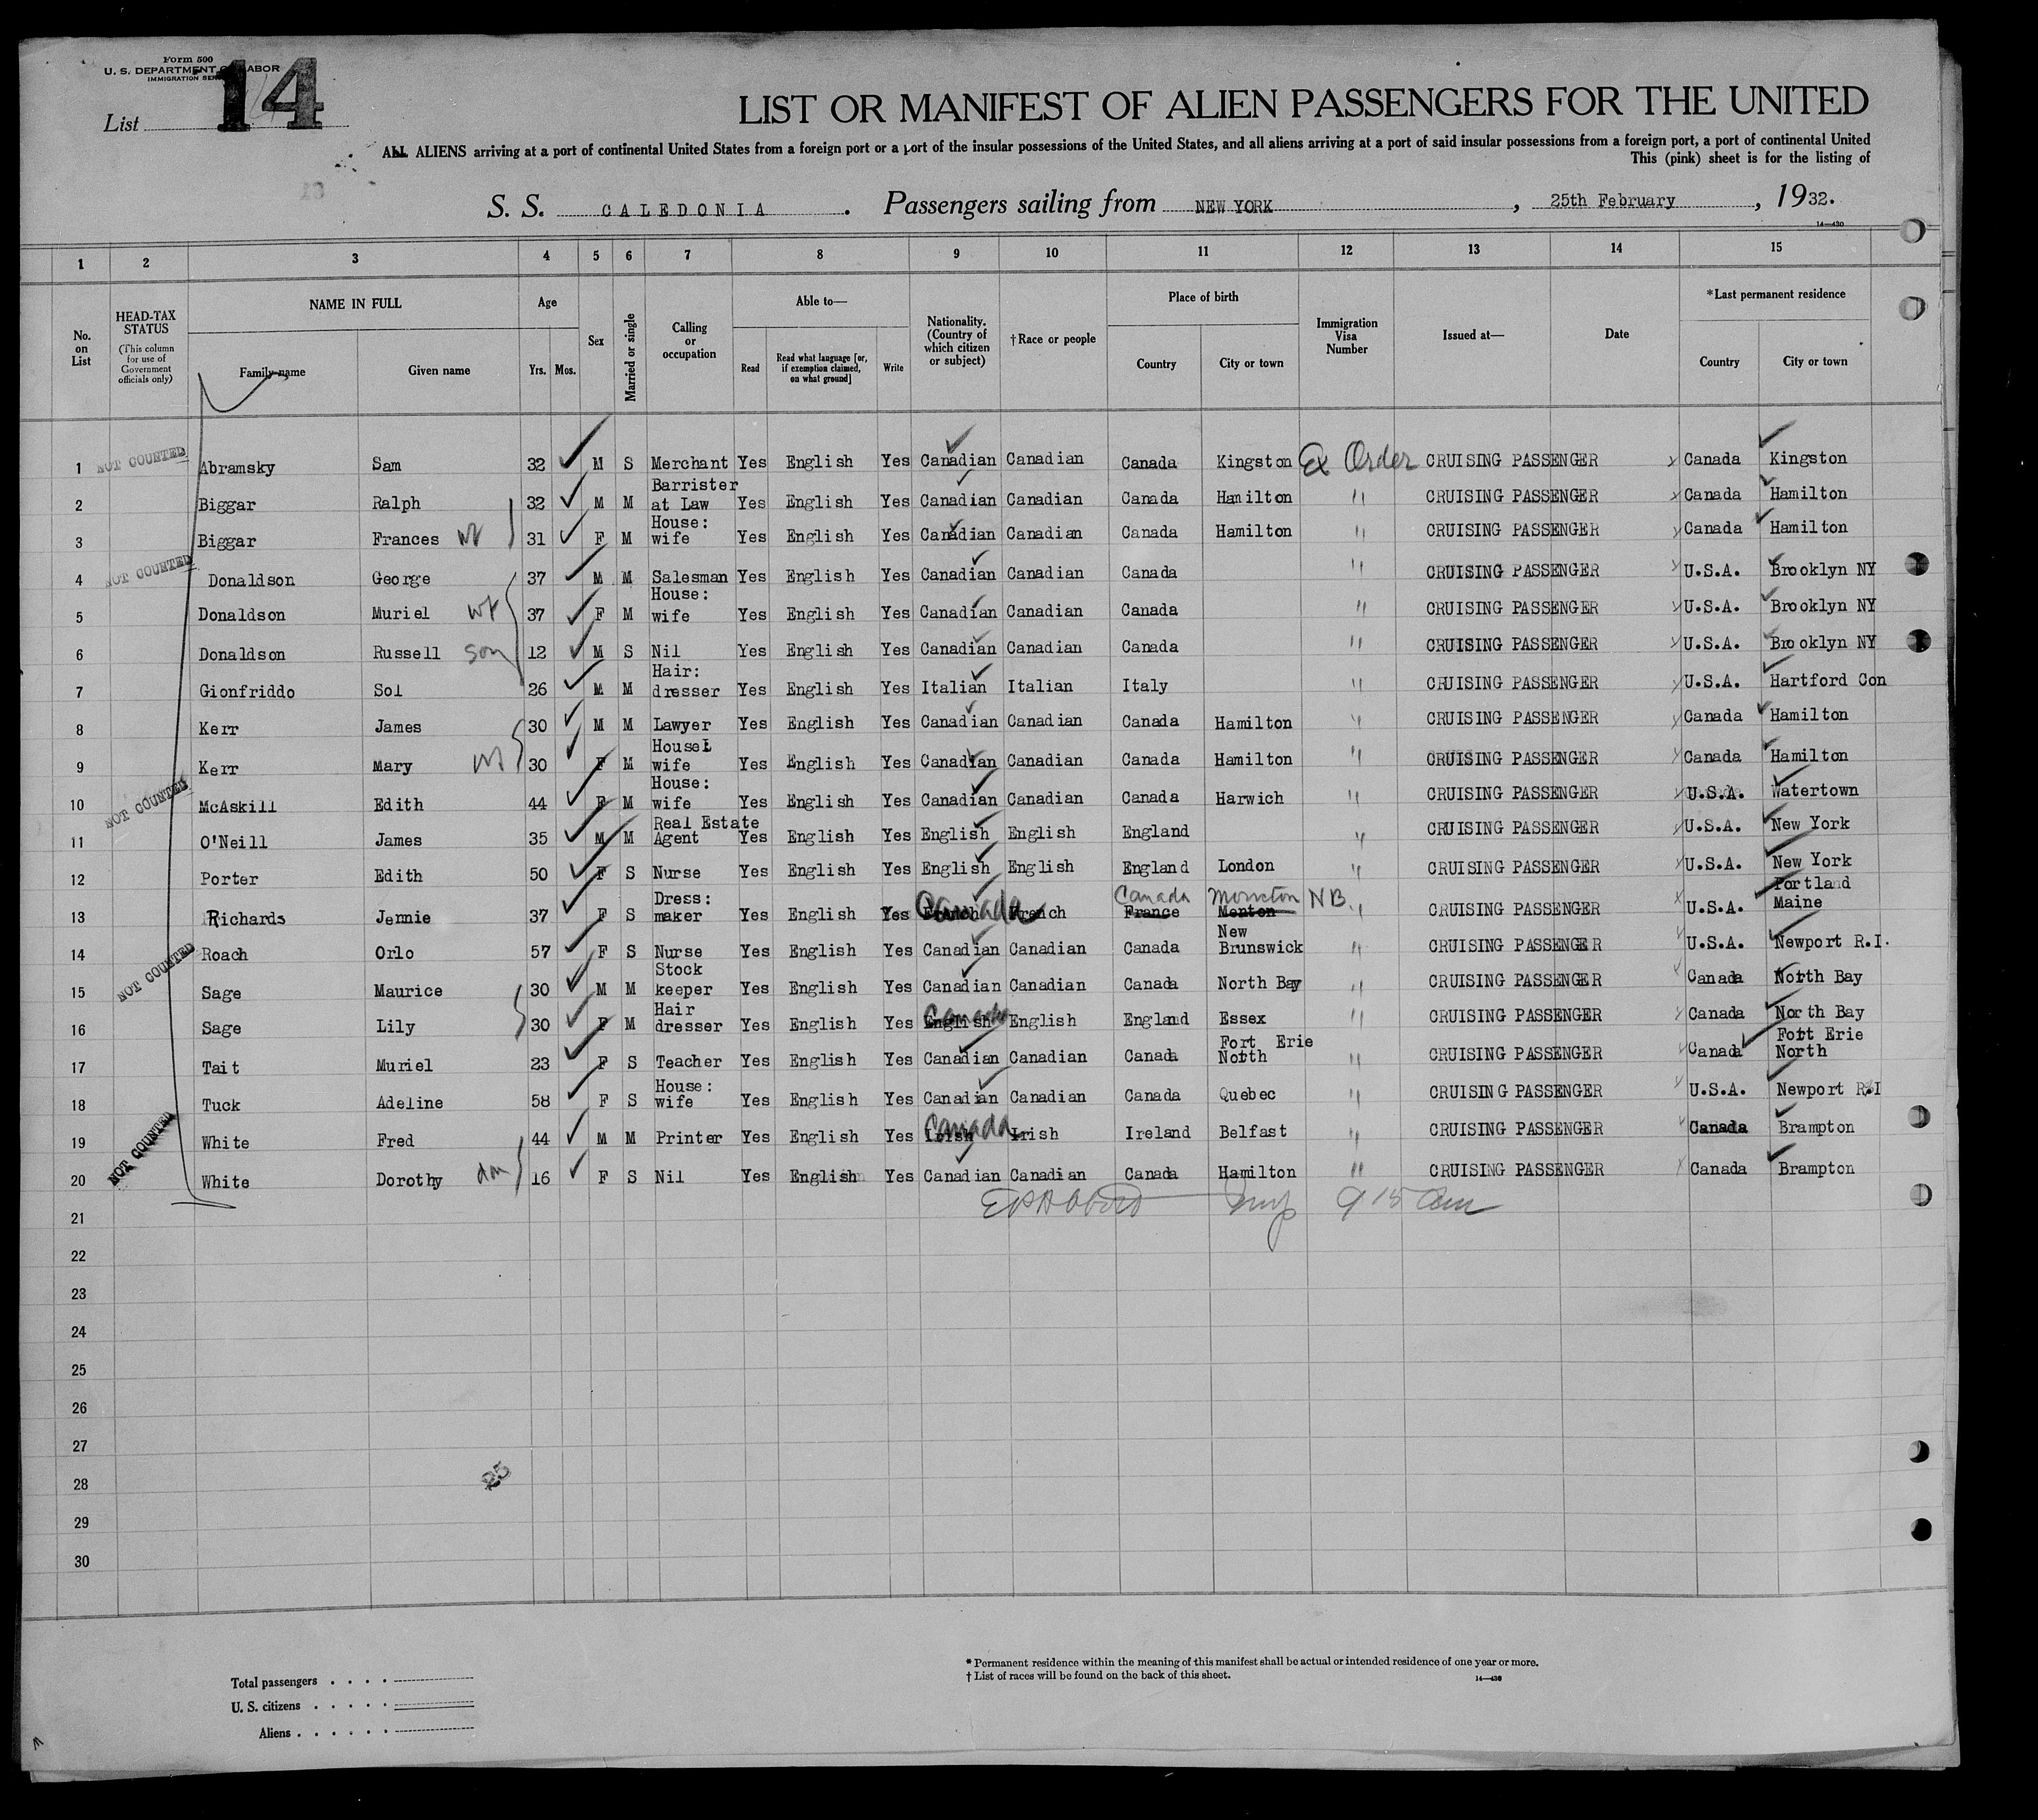 Form 500
U. S. DEPARTMENT OF LABOR
IMMIGRATION SER
List 14
LIST OR MANIFEST OF ALIEN PASSENGERS FOR THE UNITED
ALL ALIENS arriving at a port of continental United States from a foreign port or a port of the insular possessions of the United States, and all aliens arriving at a port of said insular possessions from a foreign port, a port of continental United
This (pink) sheet is for the listing of
S. S. CALEDONIA . Passengers sailing from NEW YORK , 25th February , 1932.
14—430
1 2 3 4 5 6 7 8 9 10 11 12 13 14 15
No. on List
HEAD-TAX STATUS (This column for use of Government officials only)
NAME IN FULL Family name Given name
Age Yrs. Mos.
Sex
Married or single
Calling or occupation
Able to— Read Read what language [or, if exemption claimed, on what ground] Write
Nationality. (Country of which citizen or subject)
† Race or people
Place of birth Country City or town
Immigration Visa Number
Issued at—
Date
*Last permanent residence Country City or town
1 NOT COUNTED Abramsky Sam 32 M S Merchant Yes English Yes Canadian Canadian Canada Kingston Ex Order CRUISING PASSENGER Canada Kingston
2 Biggar Ralph 32 M M Barrister at Law Yes English Yes Canadian Canadian Canada Hamilton " CRUISING PASSENGER Canada Hamilton
3 Biggar Frances wf 31 F M House: wife Yes English Yes Canadian Canadian Canada Hamilton " CRUISING PASSENGER Canada Hamilton
4 NOT COUNTED Donaldson George 37 M M Salesman Yes English Yes Canadian Canadian Canada " CRUISING PASSENGER U.S.A. Brooklyn NY
5 Donaldson Muriel wf 37 F M House: wife Yes English Yes Canadian Canadian Canada " CRUISING PASSENGER U.S.A. Brooklyn NY
6 Donaldson Russell son 12 M S Nil Yes English Yes Canadian Canadian Canada " CRUISING PASSENGER U.S.A. Brooklyn NY
7 Gionfriddo Sol 26 M M Hair: dresser Yes English Yes Italian Italian Italy " CRUISING PASSENGER U.S.A. Hartford Con
8 Kerr James 30 M M Lawyer Yes English Yes Canadian Canadian Canada Hamilton " CRUISING PASSENGER Canada Hamilton
9 Kerr Mary wf 30 F M House: wife Yes English Yes Canadian Canadian Canada Hamilton " CRUISING PASSENGER Canada Hamilton
10 NOT COUNTED McAskill Edith 44 F M House: wife Yes English Yes Canadian Canadian Canada Harwich " CRUISING PASSENGER U.S.A. Watertown
11 O'Neill James 35 M M Real Estate Agent Yes English Yes English English England " CRUISING PASSENGER U.S.A. New York
12 Porter Edith 50 F S Nurse Yes English Yes English English England London " CRUISING PASSENGER U.S.A. New York
13 Richards Jennie 37 F S Dress: maker Yes English Yes French Canada French France Canada Menton Moncton NB " CRUISING PASSENGER U.S.A. Portland Maine
14 NOT COUNTED Roach Orlo 57 F S Nurse Yes English Yes Canadian Canadian Canada New Brunswick " CRUISING PASSENGER U.S.A. Newport R.I.
15 Sage Maurice 30 M M Stock keeper Yes English Yes Canadian Canadian Canada North Bay " CRUISING PASSENGER Canada North Bay
16 Sage Lily 30 F M Hair dresser Yes English Yes English Canada English England Essex " CRUISING PASSENGER Canada North Bay
17 Tait Muriel 23 F S Teacher Yes English Yes Canadian Canadian Canada Fort Erie North " CRUISING PASSENGER Canada Fort Erie North
18 Tuck Adeline 58 F S House: wife Yes English Yes Canadian Canadian Canada Quebec " CRUISING PASSENGER U.S.A. Newport R.I
19 White Fred 44 M M Printer Yes English Yes Irish Canada Irish Ireland Belfast " CRUISING PASSENGER Canada Brampton
20 NOT COUNTED White Dorothy 16 F S Nil Yes English Yes Canadian Canadian Canada Hamilton " CRUISING PASSENGER Canada Brampton
21 9 15 am
22
23
24
25
26
27
28 25
29
30
Total passengers . . . .
U. S. citizens . . . . .
Aliens . . . . . .
* Permanent residence within the meaning of this manifest shall be actual or intended residence of one year or more.
† List of races will be found on the back of this sheet.
14—430